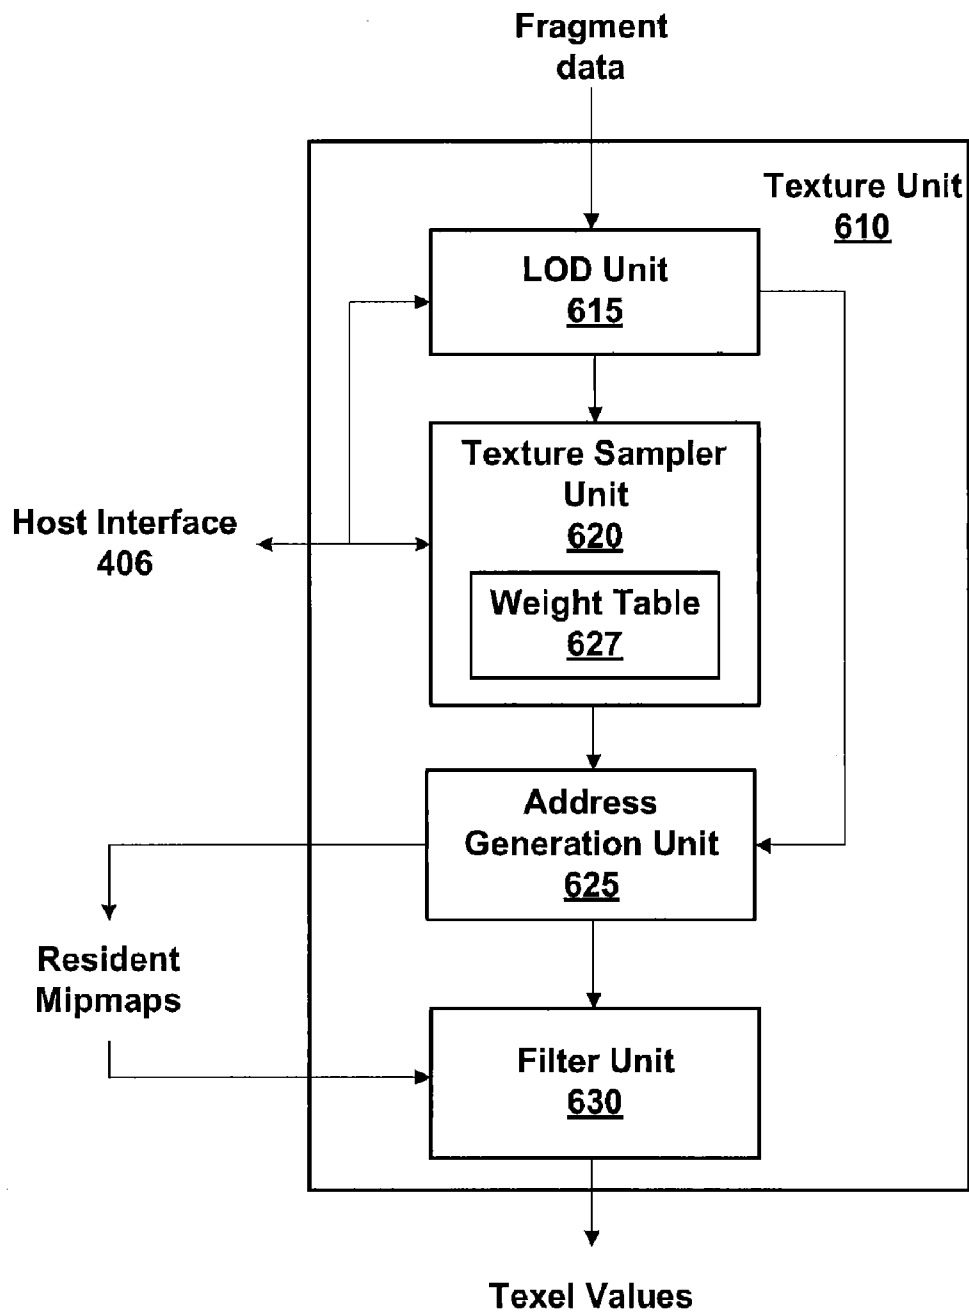 Fragment
data
Texture Unit
610
LOD Unit
615
Texture Sampler
Unit
620
Host Interface
406
Weight Table
627
Address
Generation Unit
625
Resident
Mipmaps
Filter Unit
630
Texel Values